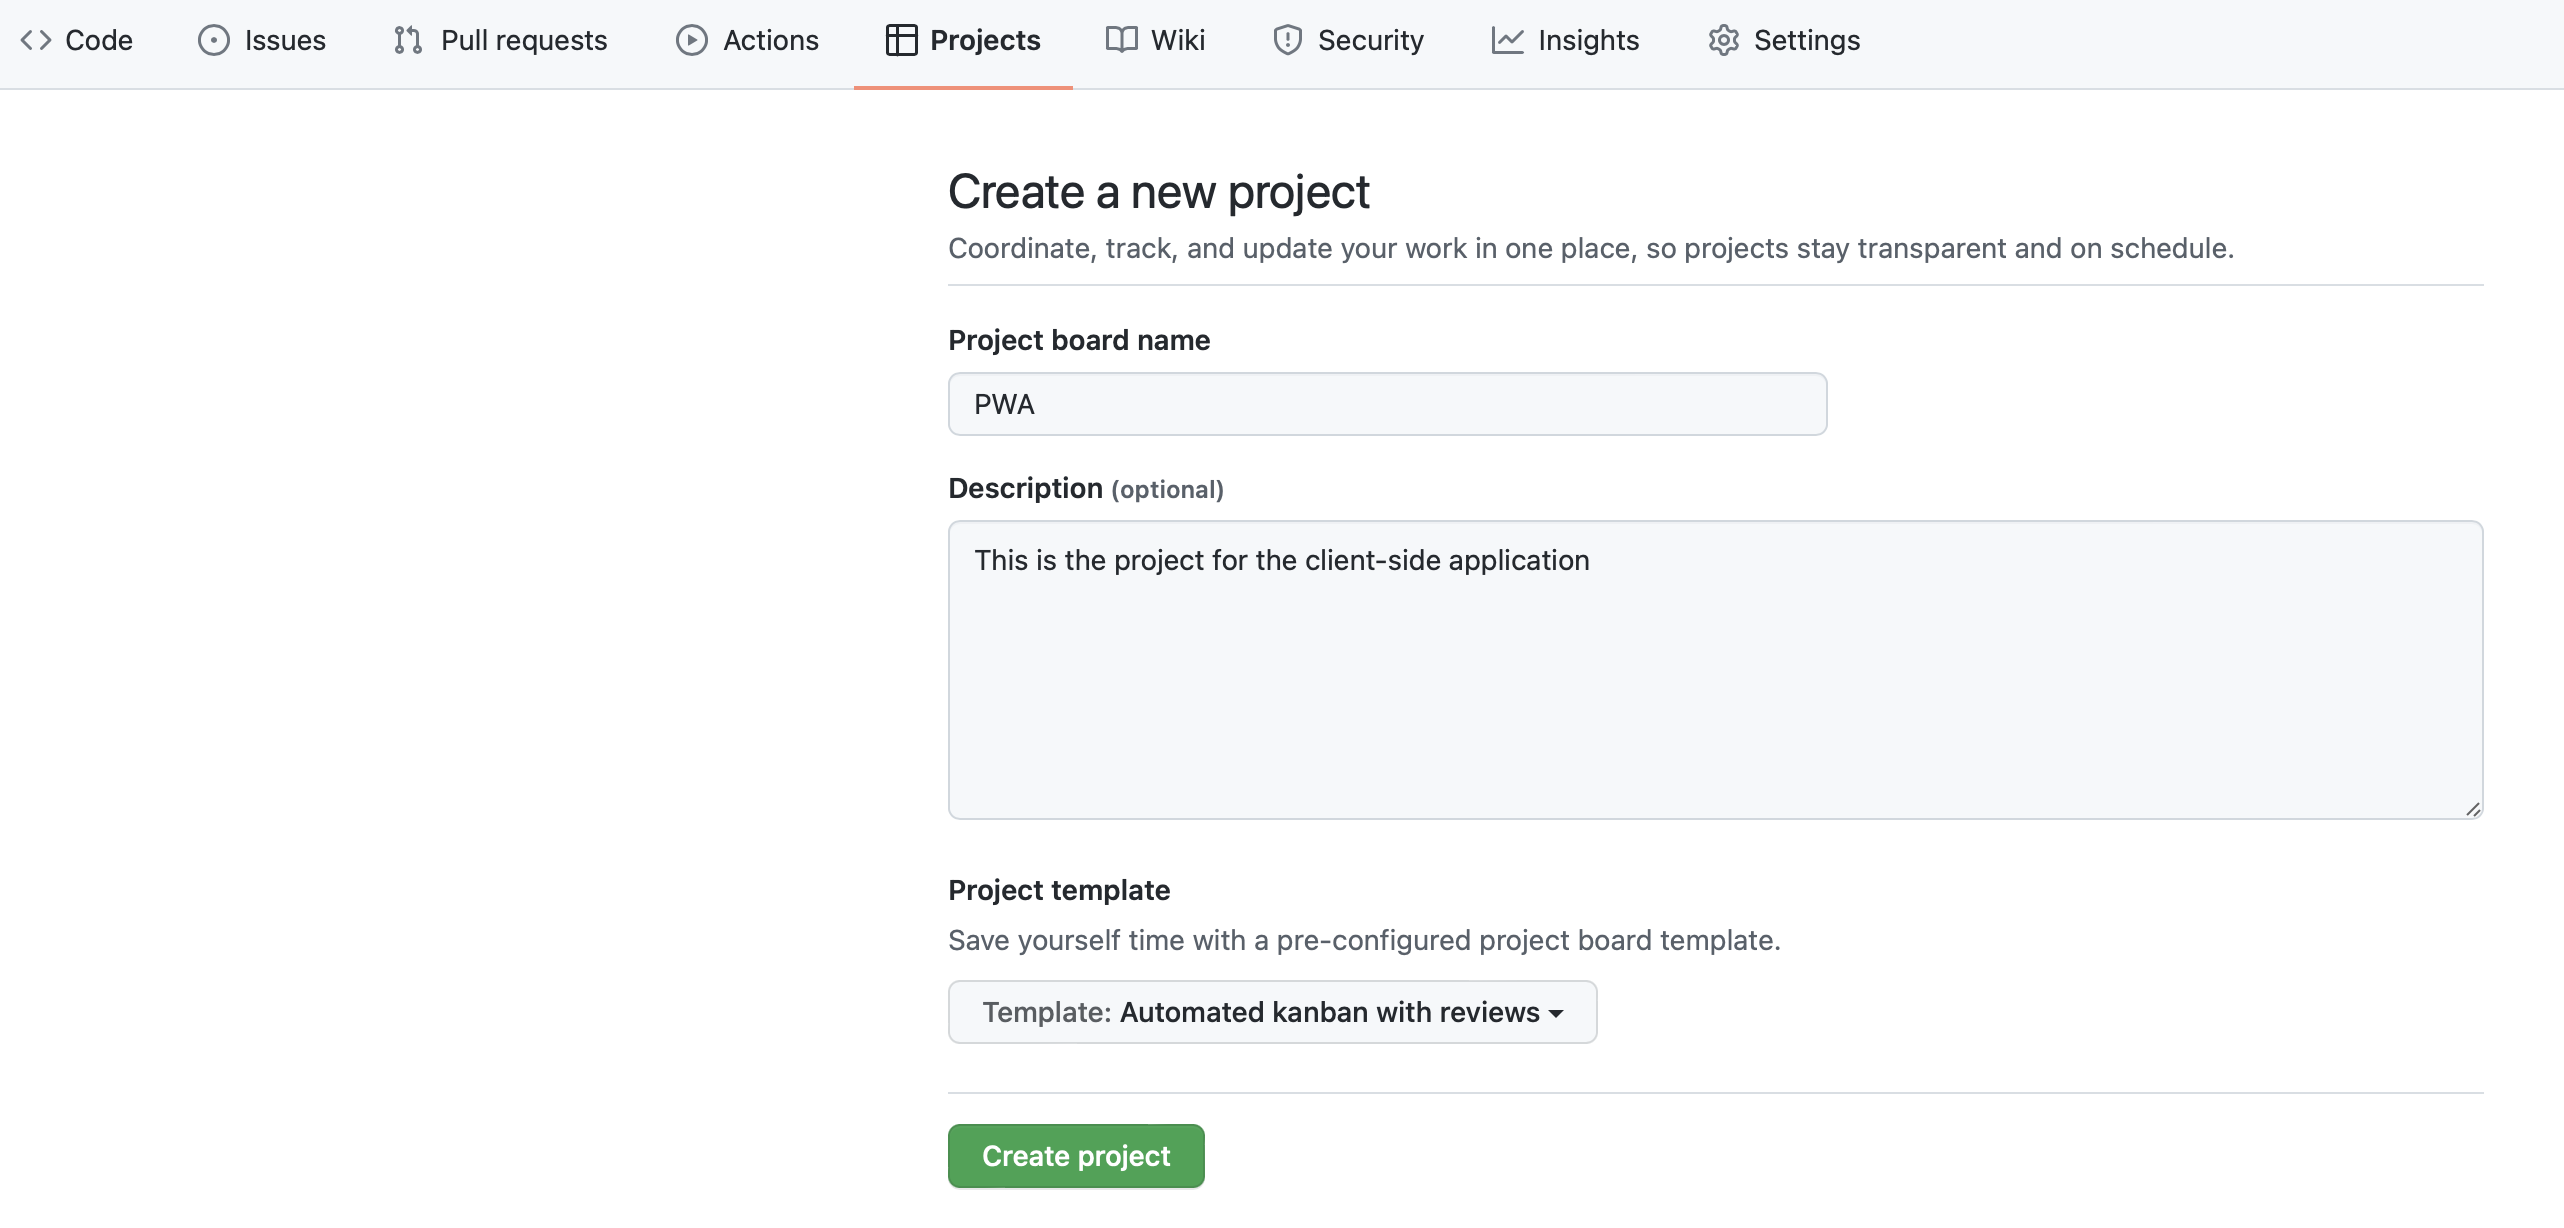 Code Issues Pull requests Actions Projects Wiki Security Insights Settings
Create a new project
Coordinate, track, and update your work in one place, so projects stay transparent and on schedule.
Project board name
PWA
Description (optional)
This is the project for the client-side application
Project template
Save yourself time with a pre-configured project board template.
Template: Automated kanban with reviews
Create project